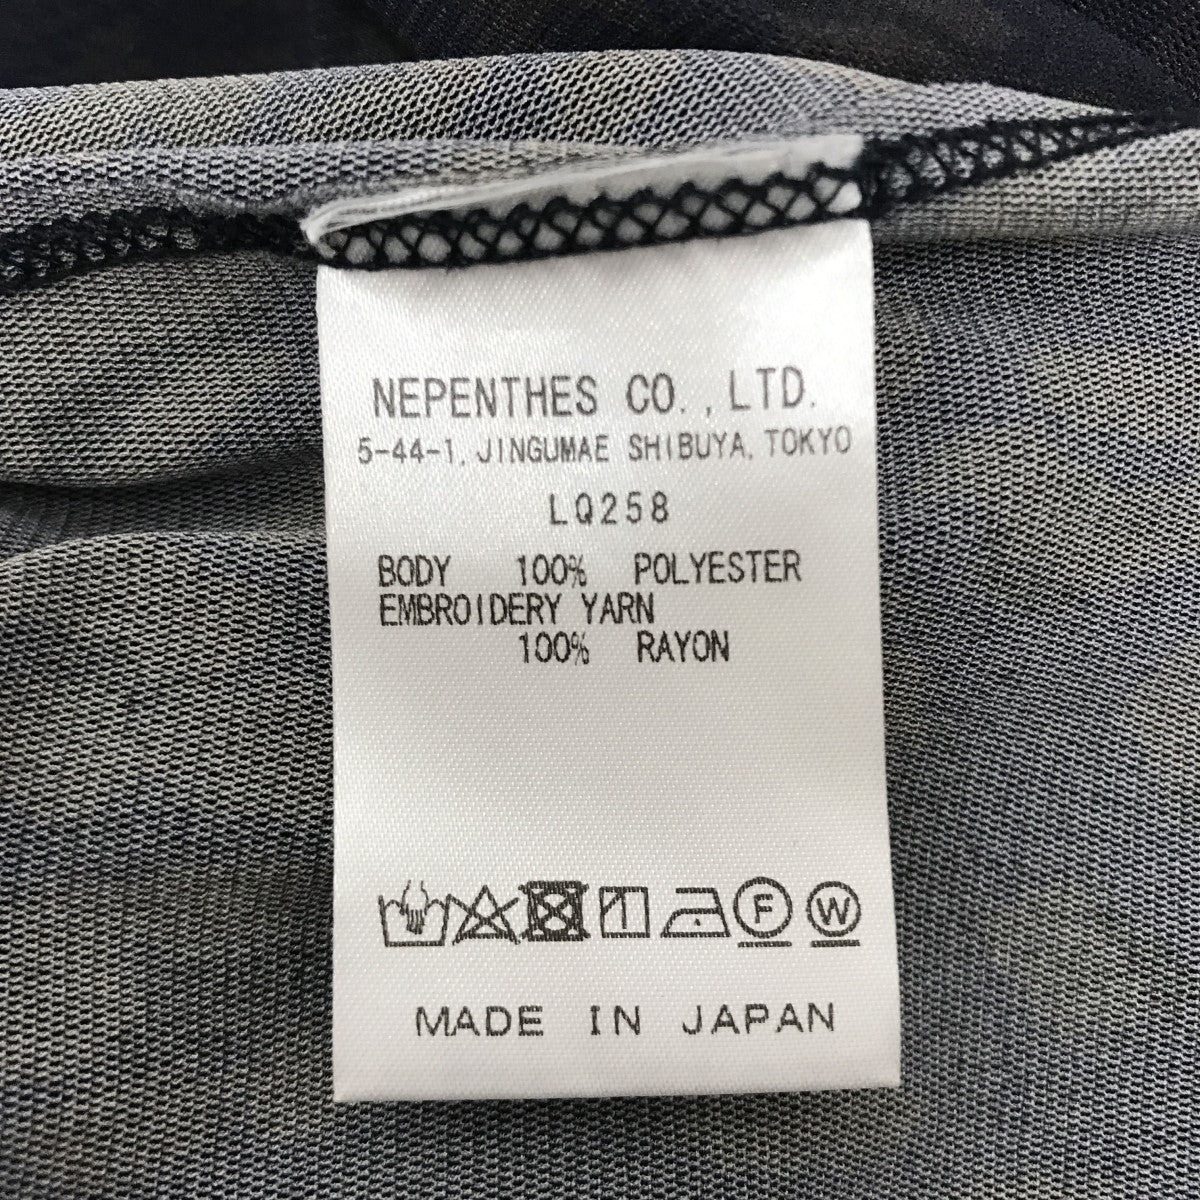 NEPENTHES CO.,LTD.
5-44-1, JINGUMAE SHIBUYA, TOKYO
LQ258
BODY 100% POLYESTER
EMBROIDERY YARN
100% RAYON
F W
MADE IN JAPAN